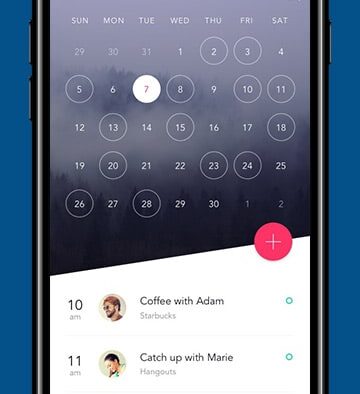 SUN MON TUE WED THU FRI SAT
29 30 31 1 2 3 4
5 6 7 8 9 10 11
12 13 14 15 16 17 18
19 20 21 22 23 24 25
26 27 28 29 30 1 2
+
10 Coffee with Adam
am Starbucks
11 Catch up with Marie
am Hangouts